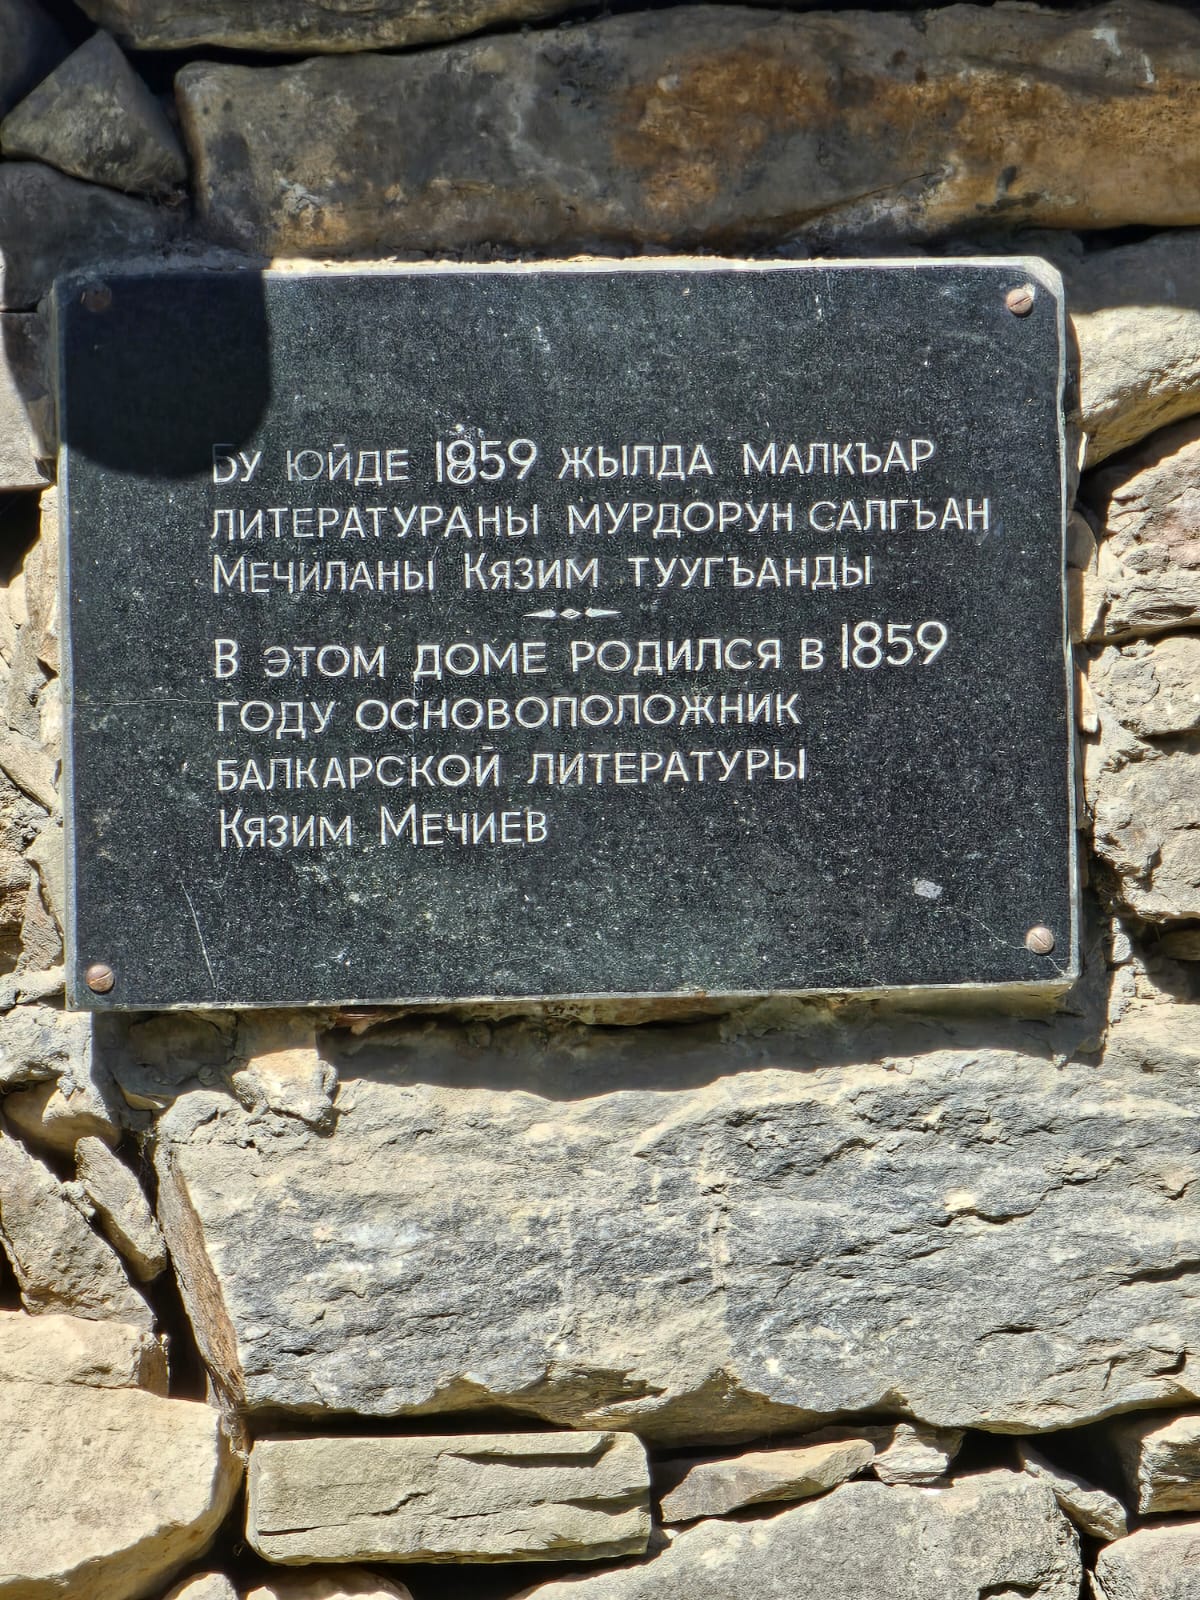 Бу юйде 1859 жылда малкъар
литератураны мурдорун салгъан
Мечиланы Кязим туугъанды
В этом доме родился в 1859
году основоположник
балкарской литературы
Кязим Мечиев